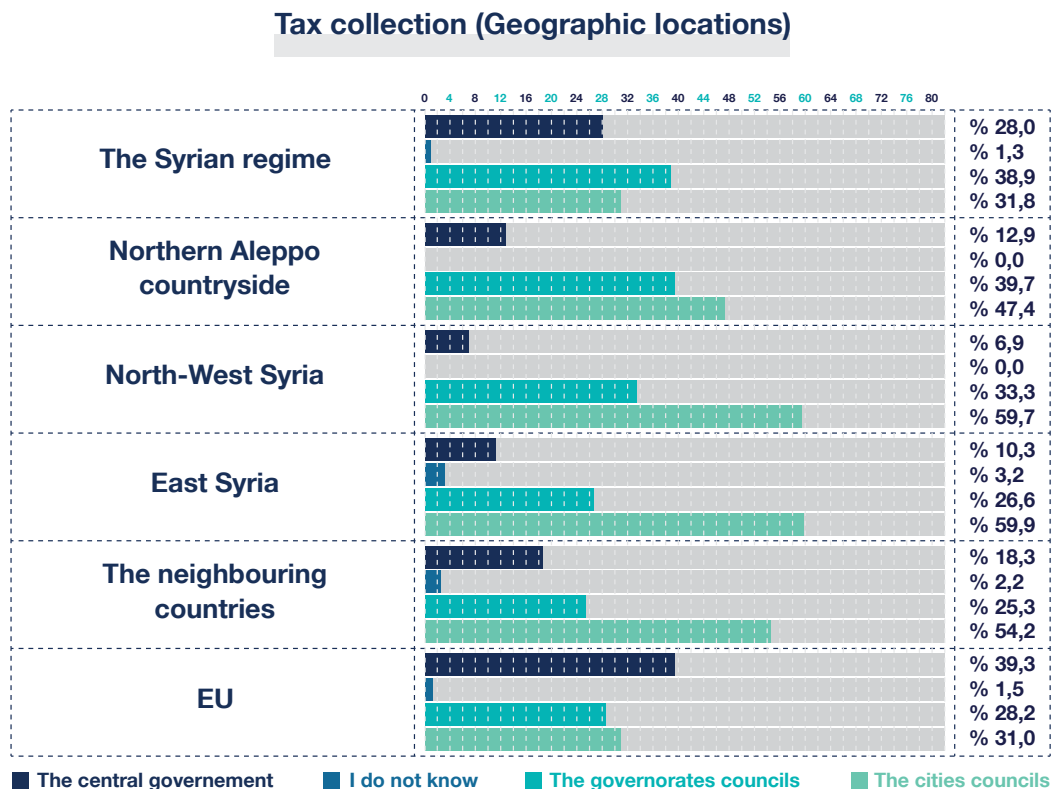 Tax collection (Geographic locations)
0 4 8 12 16 20 24 28 32 36 40 44 48 52 56 60 64 68 72 76 80
The Syrian regime
% 28,0
% 1,3
% 38,9
% 31,8
Northern Aleppo
countryside
% 12,9
% 0,0
% 39,7
% 47,4
North-West Syria
% 6,9
% 0,0
% 33,3
% 59,7
East Syria
% 10,3
% 3,2
% 26,6
% 59,9
The neighbouring
countries
% 18,3
% 2,2
% 25,3
% 54,2
EU
% 39,3
% 1,5
% 28,2
% 31,0
The central governement I do not know The governorates councils The cities councils